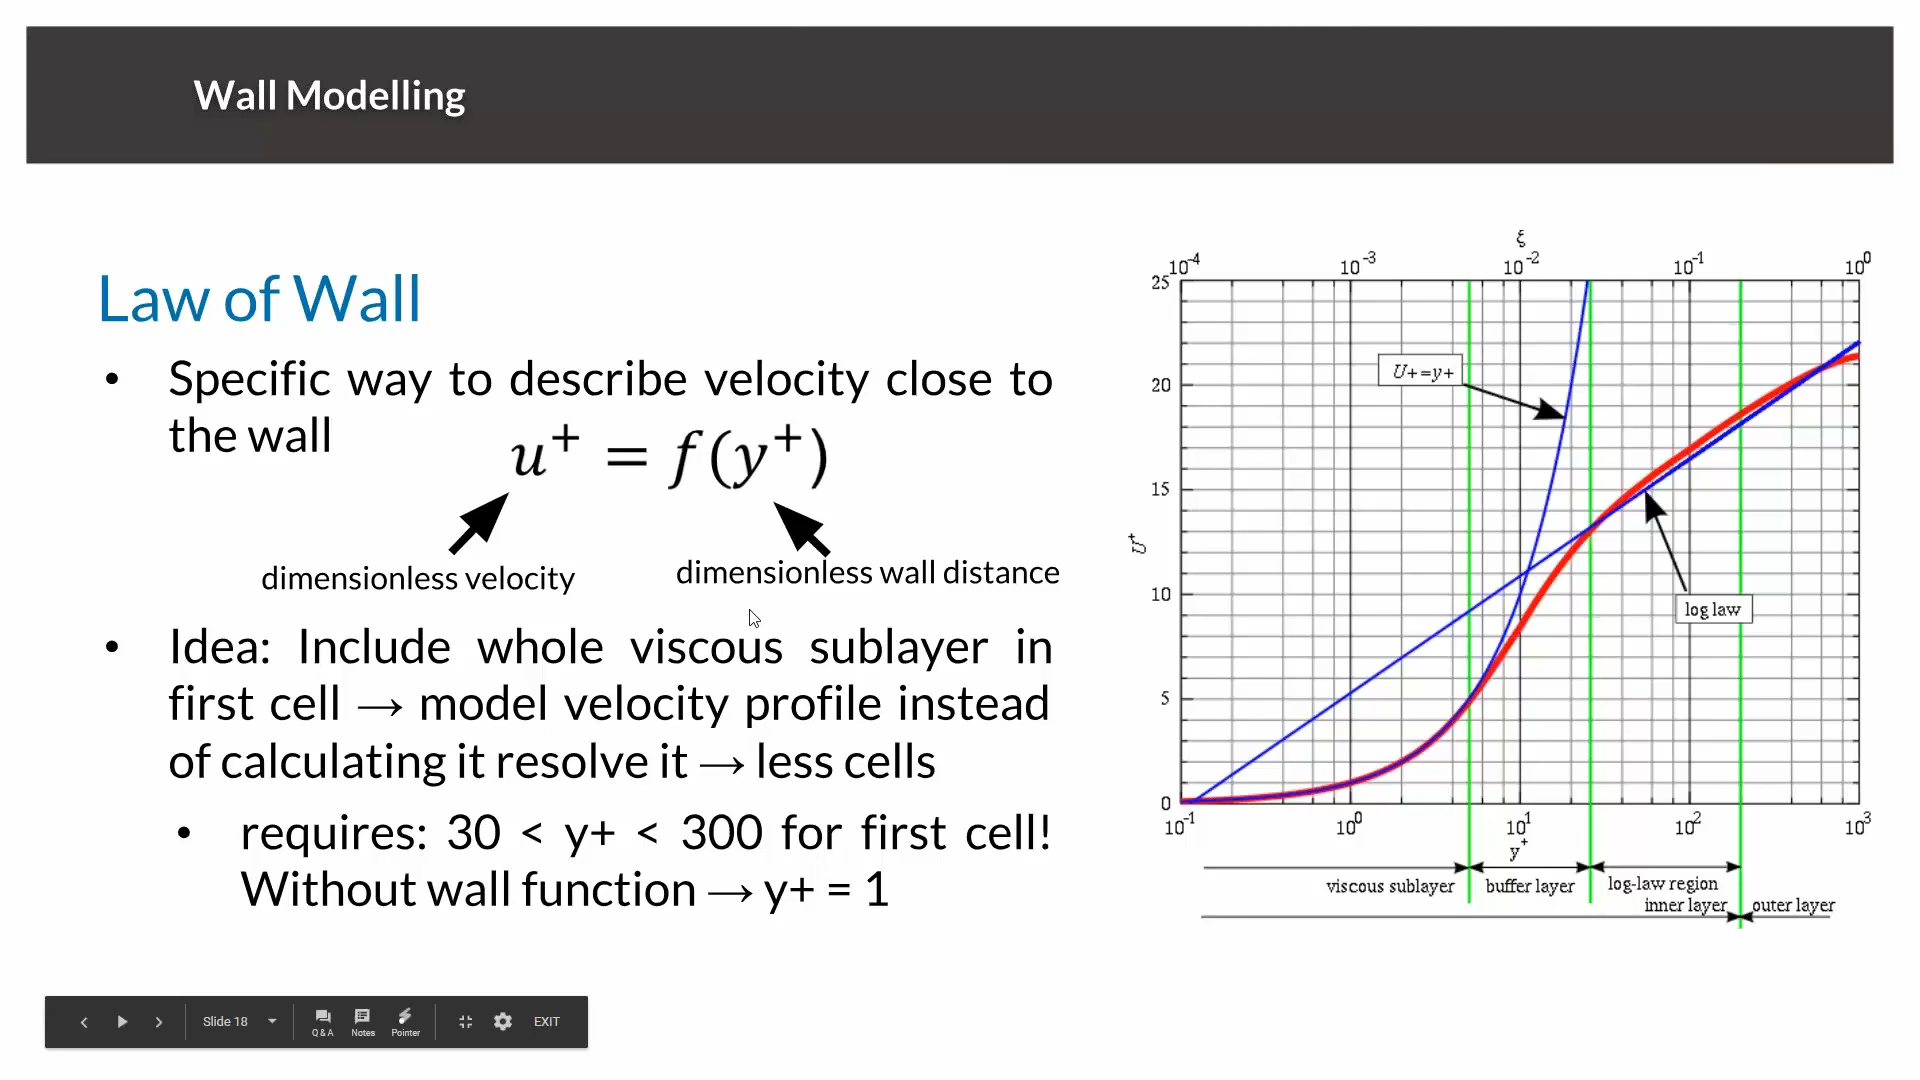 Wall Modelling
Law of Wall
• Specific way to describe velocity close to
the wall
u⁺ = f(y⁺)
dimensionless velocity
dimensionless wall distance
• Idea: Include whole viscous sublayer in
first cell → model velocity profile instead
of calculating it resolve it → less cells
• requires: 30 < y+ < 300 for first cell!
Without wall function → y+ = 1
ξ
10⁻⁴ 10⁻³ 10⁻² 10⁻¹ 10⁰
25
U+=y+
20
15
U⁺
10
log law
5
0
10⁻¹ 10⁰ 10¹ 10² 10³
y⁺
viscous sublayer buffer layer log-law region
inner layer outer layer
Slide 18
Q & A Notes Pointer
EXIT